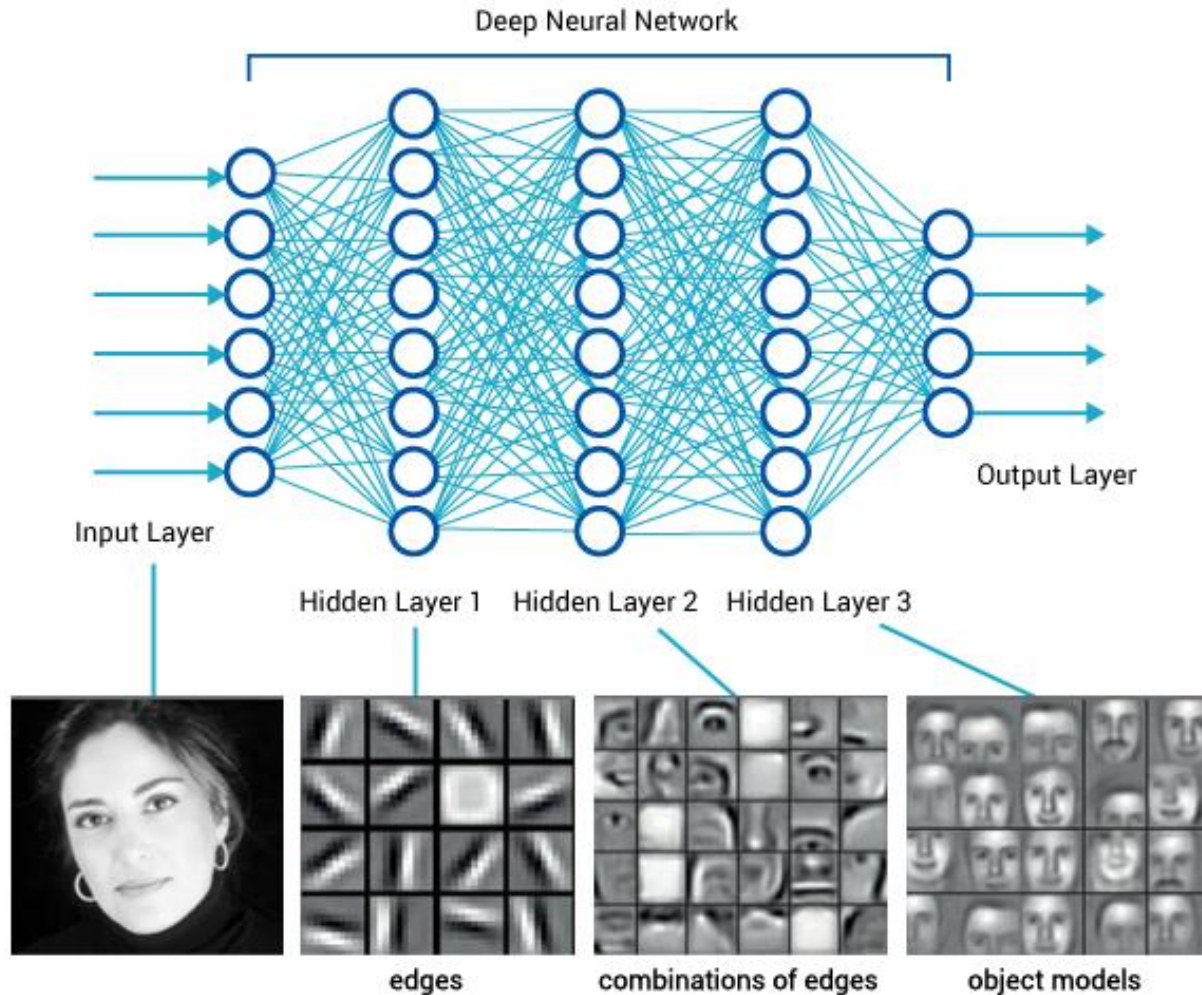 Deep Neural Network
Output Layer
Input Layer
Hidden Layer 1
Hidden Layer 2
Hidden Layer 3
edges
combinations of edges
object models